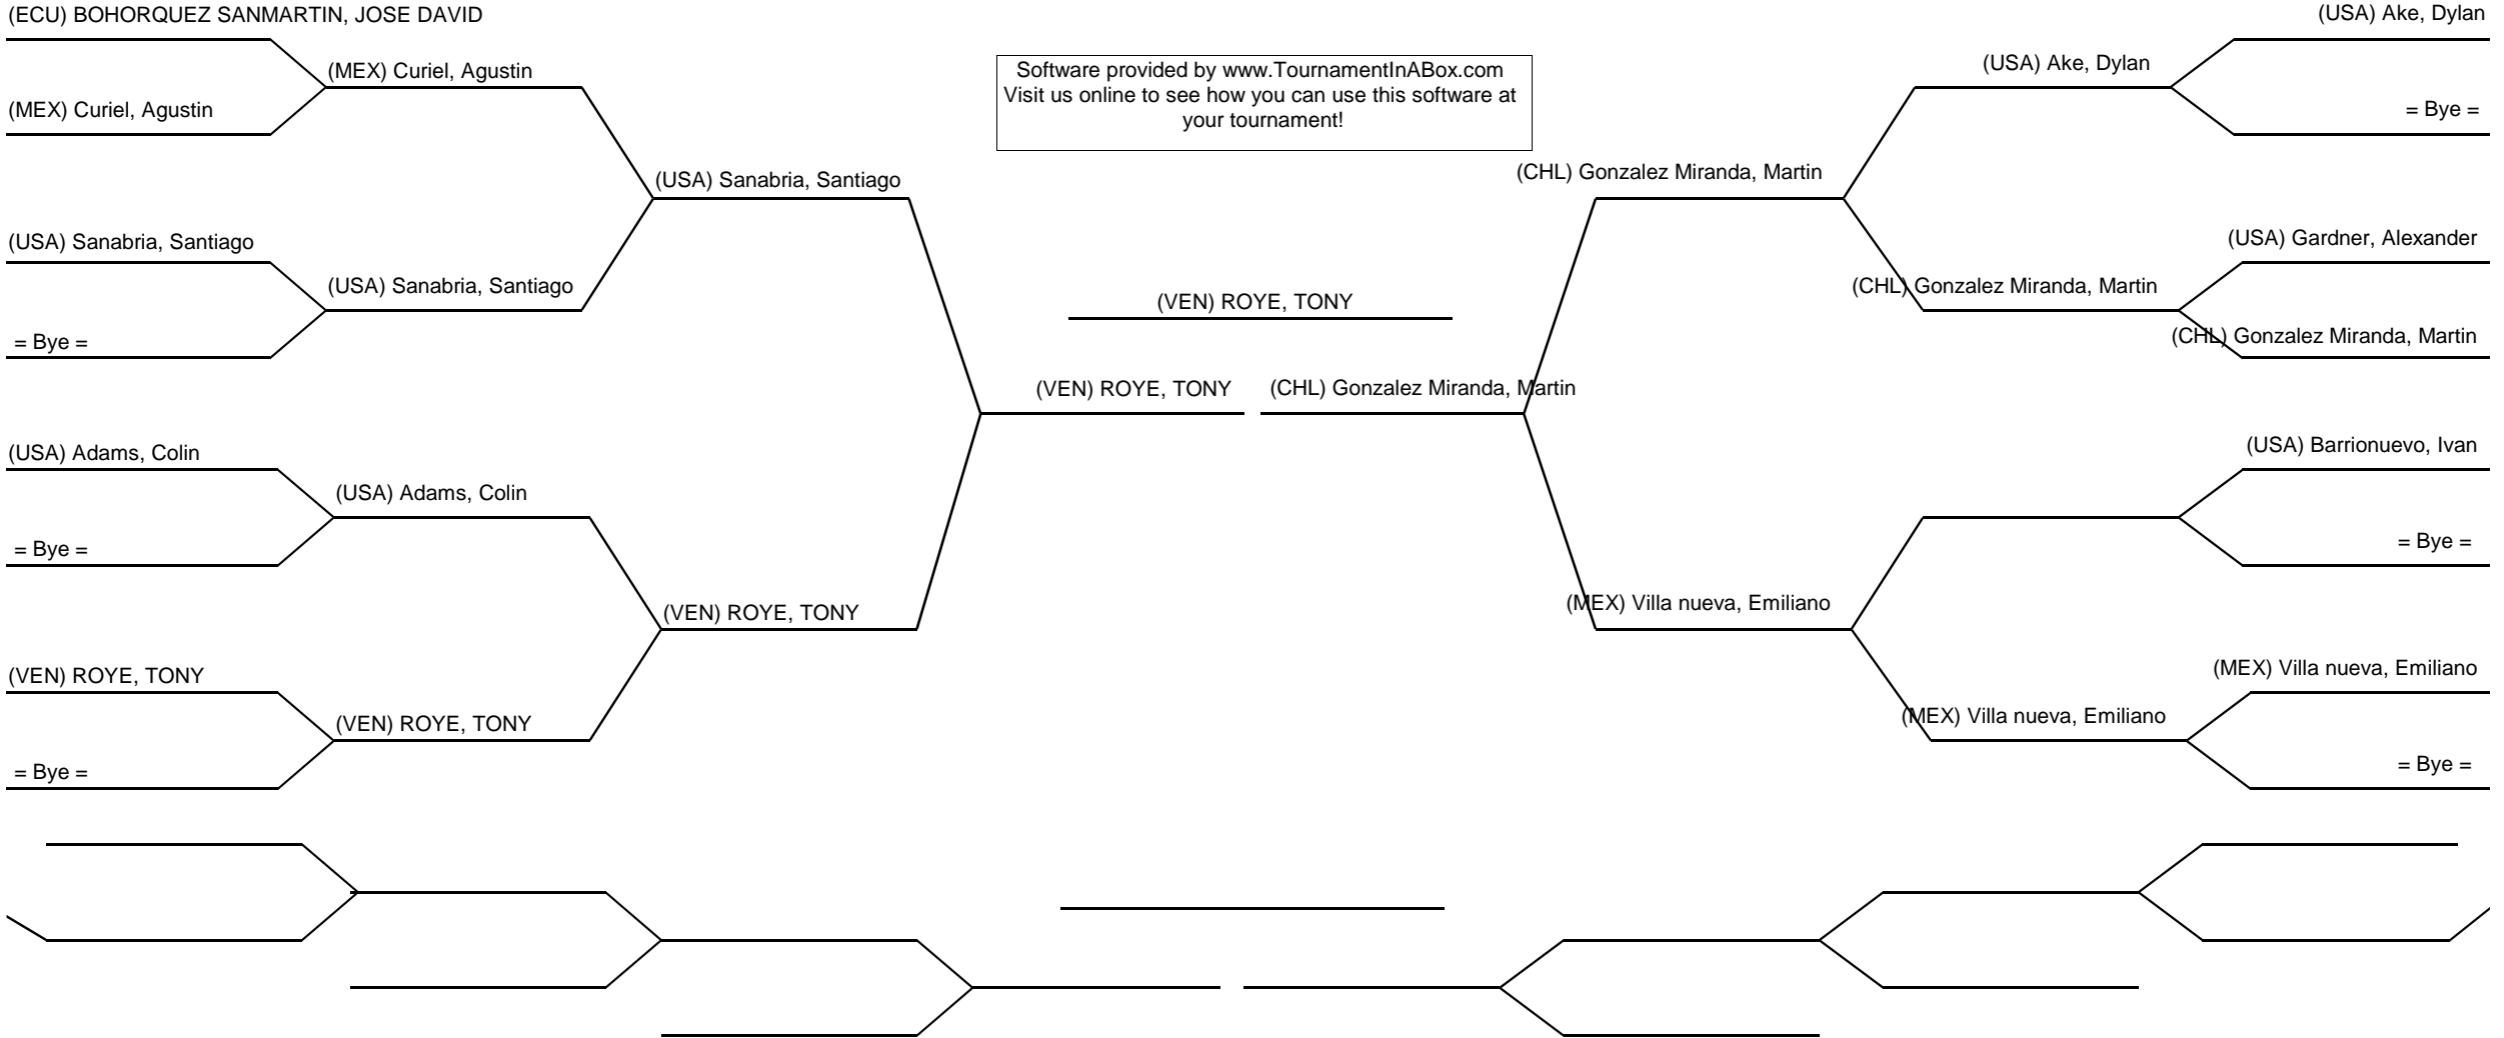 (ECU) BOHORQUEZ SANMARTIN, JOSE DAVID
(MEX) Curiel, Agustin
(MEX) Curiel, Agustin
(USA) Sanabria, Santiago
(USA) Sanabria, Santiago
(USA) Sanabria, Santiago
= Bye =
(USA) Adams, Colin
(USA) Adams, Colin
= Bye =
(VEN) ROYE, TONY
(VEN) ROYE, TONY
(VEN) ROYE, TONY
= Bye =
Software provided by www.TournamentInABox.com
Visit us online to see how you can use this software at
your tournament!
(VEN) ROYE, TONY
(VEN) ROYE, TONY
(CHL) Gonzalez Miranda, Martin
(USA) Ake, Dylan
(USA) Ake, Dylan
= Bye =
(CHL) Gonzalez Miranda, Martin
(USA) Gardner, Alexander
(CHL) Gonzalez Miranda, Martin
(CHL) Gonzalez Miranda, Martin
(USA) Barrionuevo, Ivan
= Bye =
(MEX) Villa nueva, Emiliano
(MEX) Villa nueva, Emiliano
(MEX) Villa nueva, Emiliano
= Bye =